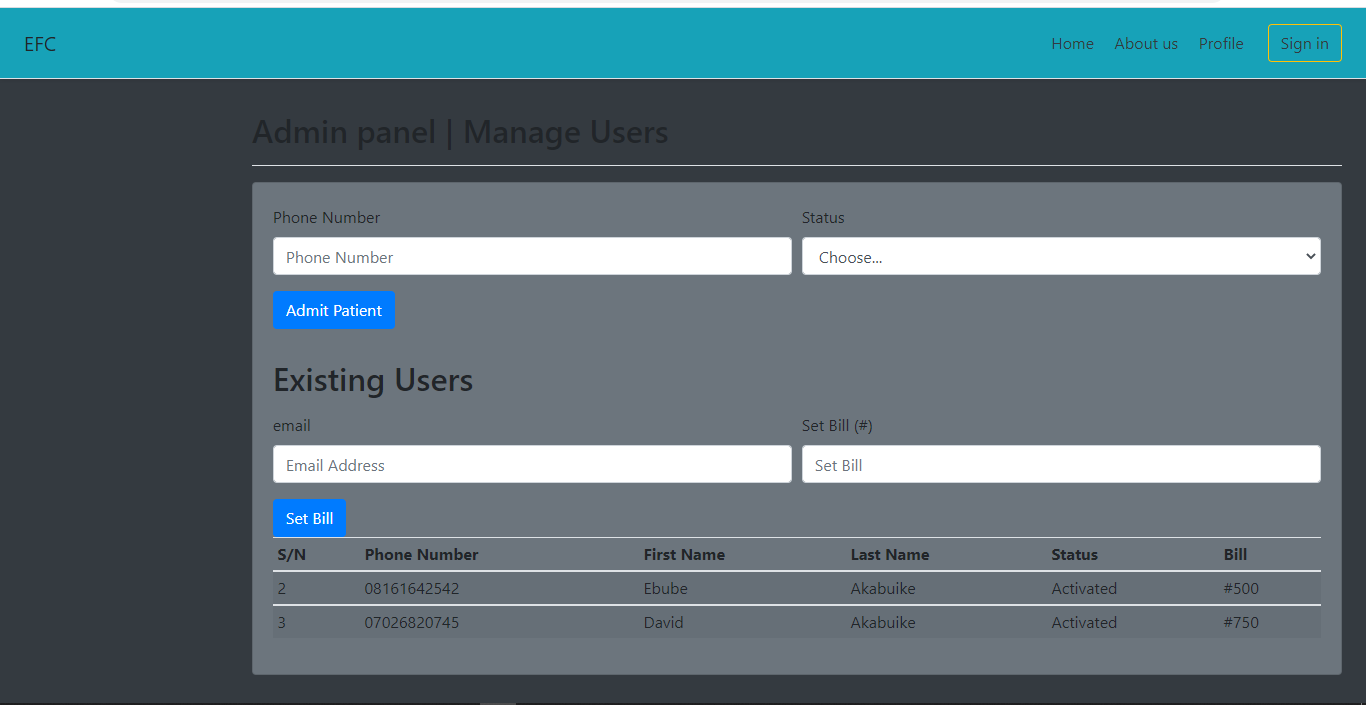 EFC Home About us Profile Sign in
Admin panel | Manage Users
Phone Number Status
Phone Number Choose...
Admit Patient
Existing Users
email Set Bill (#)
Email Address Set Bill
Set Bill
S/N Phone Number First Name Last Name Status Bill
2 08161642542 Ebube Akabuike Activated #500
3 07026820745 David Akabuike Activated #750